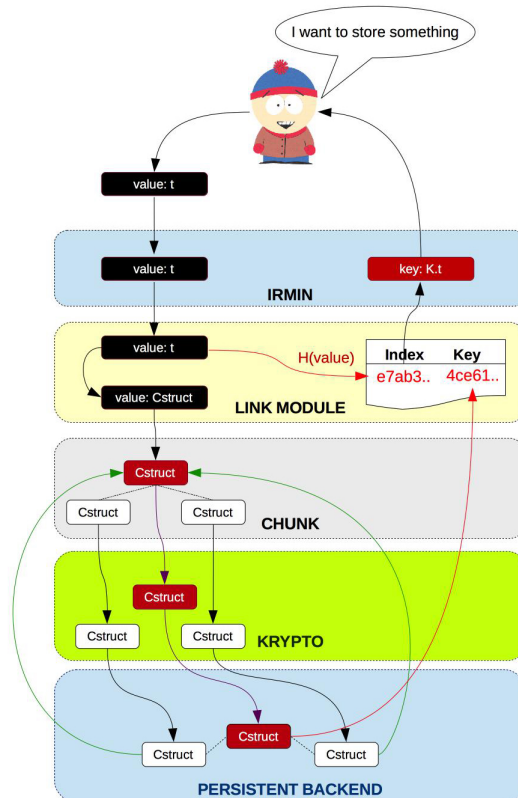 I want to store something
value: t
value: t
key: K.t
IRMIN
value: t
H(value)
Index Key
e7ab3.. 4ce61..
value: Cstruct
LINK MODULE
Cstruct
Cstruct Cstruct
CHUNK
Cstruct
Cstruct Cstruct
KRYPTO
Cstruct
Cstruct Cstruct
PERSISTENT BACKEND